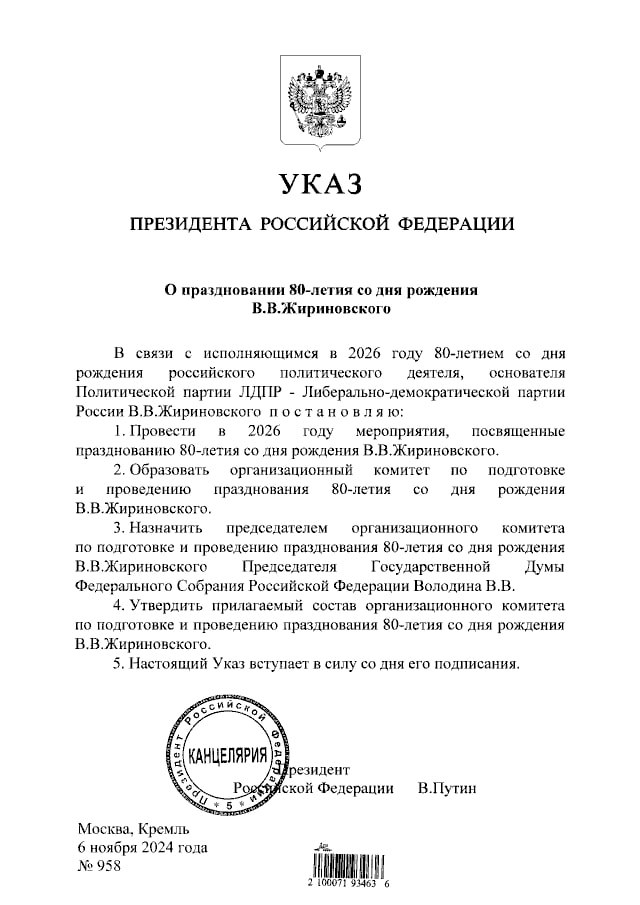 УКАЗ
ПРЕЗИДЕНТА РОССИЙСКОЙ ФЕДЕРАЦИИ
О праздновании 80-летия со дня рождения
В.В.Жириновского
В связи с исполняющимся в 2026 году 80-летием со дня
рождения российского политического деятеля, основателя
Политической партии ЛДПР - Либерально-демократической партии
России В.В.Жириновского п о с т а н о в л я ю:
1. Провести в 2026 году мероприятия, посвященные
празднованию 80-летия со дня рождения В.В.Жириновского.
2. Образовать организационный комитет по подготовке
и проведению празднования 80-летия со дня рождения
В.В.Жириновского.
3. Назначить председателем организационного комитета
по подготовке и проведению празднования 80-летия со дня рождения
В.В.Жириновского Председателя Государственной Думы
Федерального Собрания Российской Федерации Володина В.В.
4. Утвердить прилагаемый состав организационного комитета
по подготовке и проведению празднования 80-летия со дня рождения
В.В.Жириновского.
5. Настоящий Указ вступает в силу со дня его подписания.
Президент Российской Федерации * 5 *
КАНЦЕЛЯРИЯ
Президент
Российской Федерации В.Путин
Москва, Кремль
6 ноября 2024 года
№ 958
2 100071 93463 6